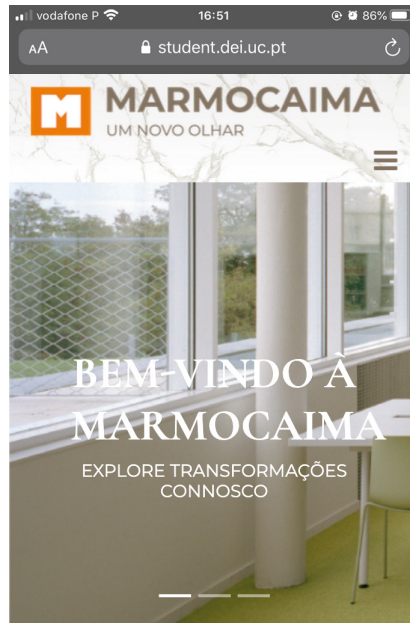 vodafone P
16:51
86%
AA
student.dei.uc.pt
M
MARMOCAIMA
UM NOVO OLHAR
BEM-VINDO À
MARMOCAIMA
EXPLORE TRANSFORMAÇÕES
CONNOSCO